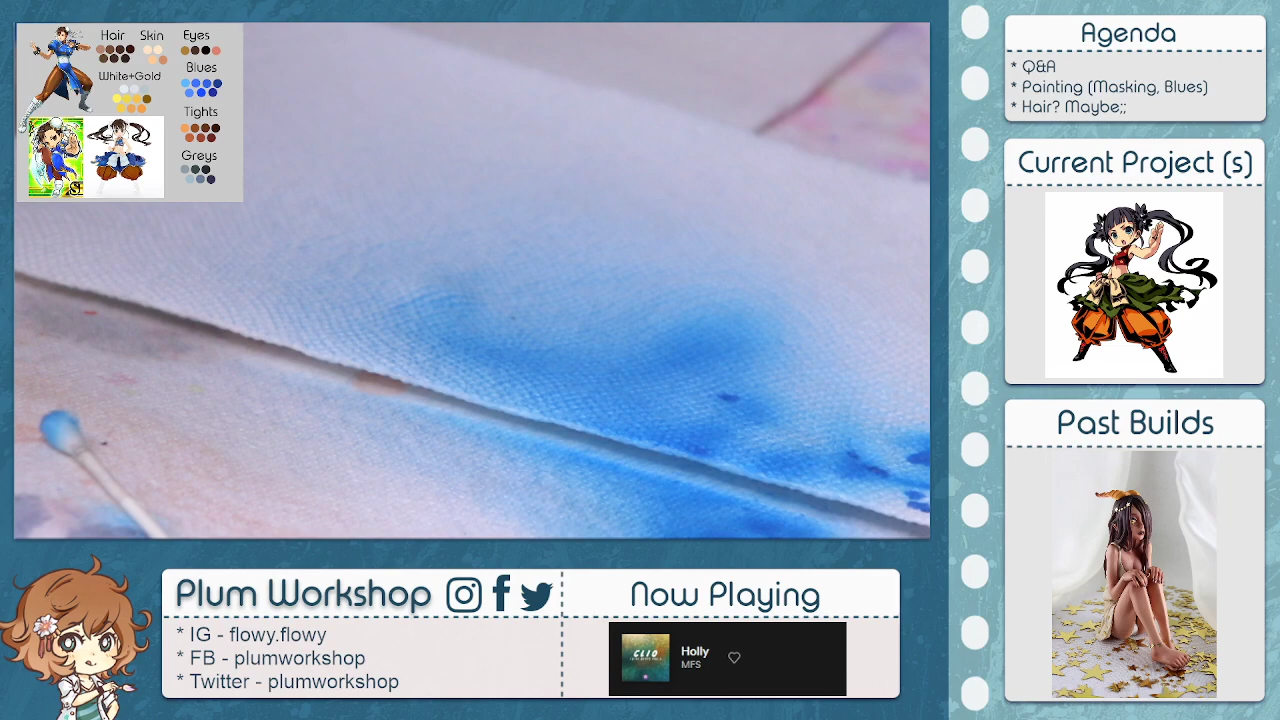 Hair Skin Eyes
White+Gold
Blues
Tights
Greys
Agenda
* Q&A
* Painting (Masking, Blues)
* Hair? Maybe;;
Current Project (s)
Past Builds
Plum Workshop
* IG - flowy.flowy
* FB - plumworkshop
* Twitter - plumworkshop
Now Playing
CLIO
Holly
MFS